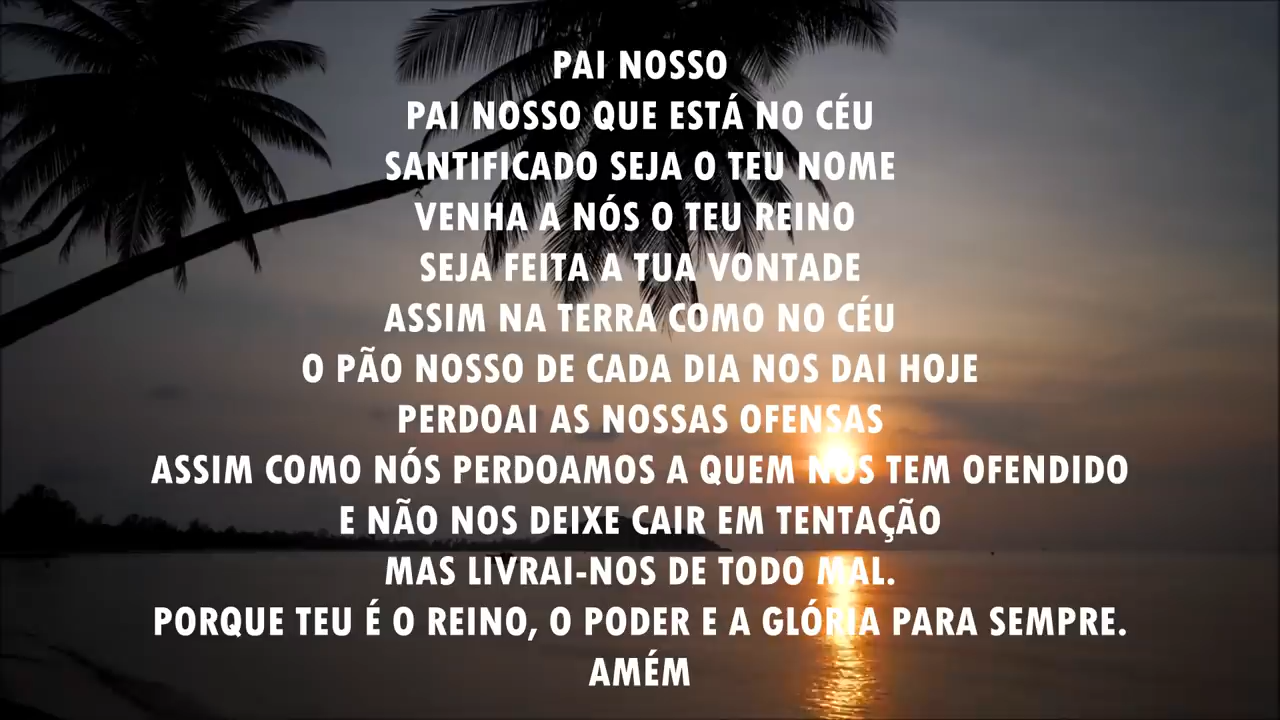 PAI NOSSO
PAI NOSSO QUE ESTÁ NO CÉU
SANTIFICADO SEJA O TEU NOME
VENHA A NÓS O TEU REINO
SEJA FEITA A TUA VONTADE
ASSIM NA TERRA COMO NO CÉU
O PÃO NOSSO DE CADA DIA NOS DAI HOJE
PERDOAI AS NOSSAS OFENSAS
ASSIM COMO NÓS PERDOAMOS A QUEM NOS TEM OFENDIDO
E NÃO NOS DEIXE CAIR EM TENTAÇÃO
MAS LIVRAI-NOS DE TODO MAL.
PORQUE TEU É O REINO, O PODER E A GLÓRIA PARA SEMPRE.
AMÉM